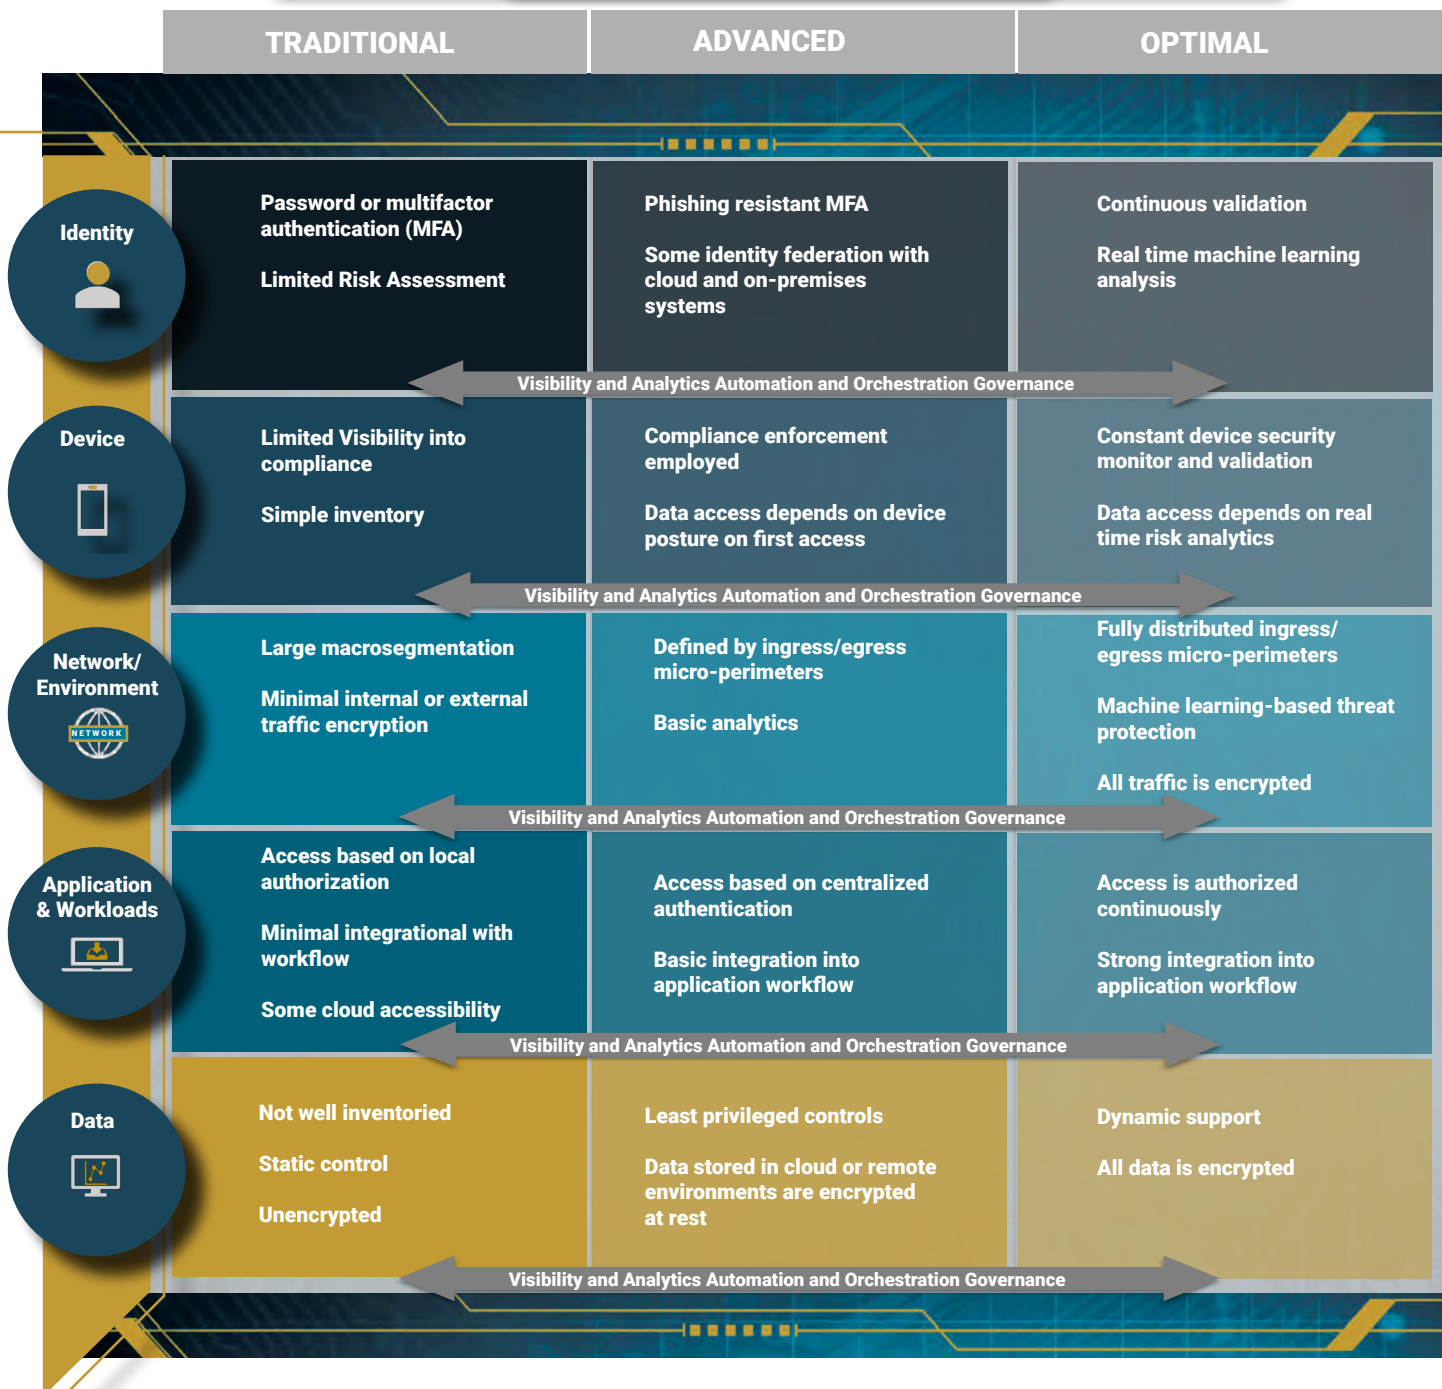 TRADITIONAL
ADVANCED
OPTIMAL
Identity
Password or multifactor
authentication (MFA)
Limited Risk Assessment
Phishing resistant MFA
Some identity federation with
cloud and on-premises
systems
Continuous validation
Real time machine learning
analysis
Visibility and Analytics Automation and Orchestration Governance
Device
Limited Visibility into
compliance
Simple inventory
Compliance enforcement
employed
Data access depends on device
posture on first access
Constant device security
monitor and validation
Data access depends on real
time risk analytics
Visibility and Analytics Automation and Orchestration Governance
Network/
Environment
NETWORK
Large macrosegmentation
Minimal internal or external
traffic encryption
Defined by ingress/egress
micro-perimeters
Basic analytics
Fully distributed ingress/
egress micro-perimeters
Machine learning-based threat
protection
All traffic is encrypted
Visibility and Analytics Automation and Orchestration Governance
Application
& Workloads
Access based on local
authorization
Minimal integrational with
workflow
Some cloud accessibility
Access based on centralized
authentication
Basic integration into
application workflow
Access is authorized
continuously
Strong integration into
application workflow
Visibility and Analytics Automation and Orchestration Governance
Data
Not well inventoried
Static control
Unencrypted
Least privileged controls
Data stored in cloud or remote
environments are encrypted
at rest
Dynamic support
All data is encrypted
Visibility and Analytics Automation and Orchestration Governance